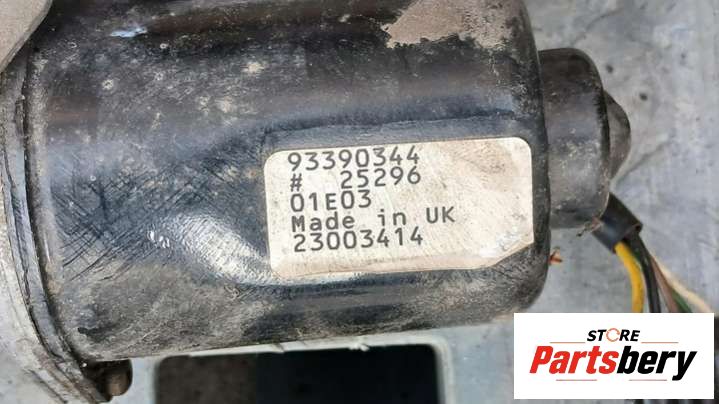 93390344
# 25296
01E03
Made in UK
23003414
STORE
Partsbery